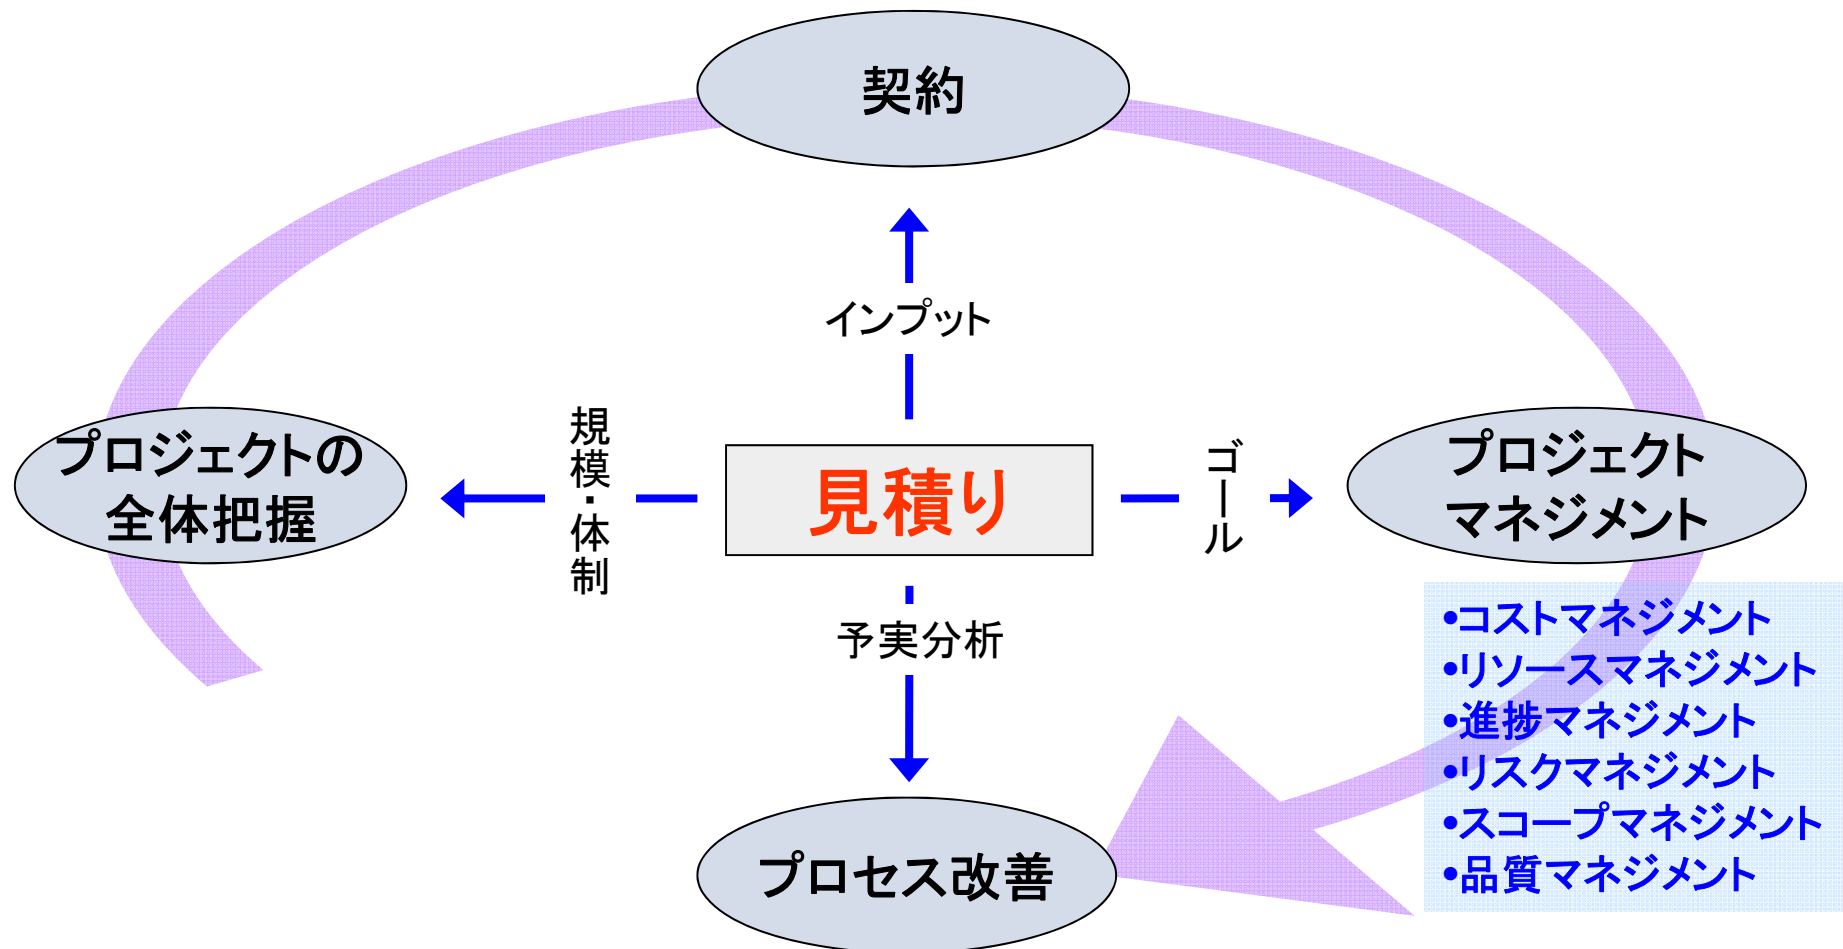 契約
インプット
プロジェクトの
全体把握
規模・体制
見積り
ゴール
プロジェクト
マネジメント
•コストマネジメント
•リソースマネジメント
•進捗マネジメント
•リスクマネジメント
•スコープマネジメント
•品質マネジメント
予実分析
プロセス改善